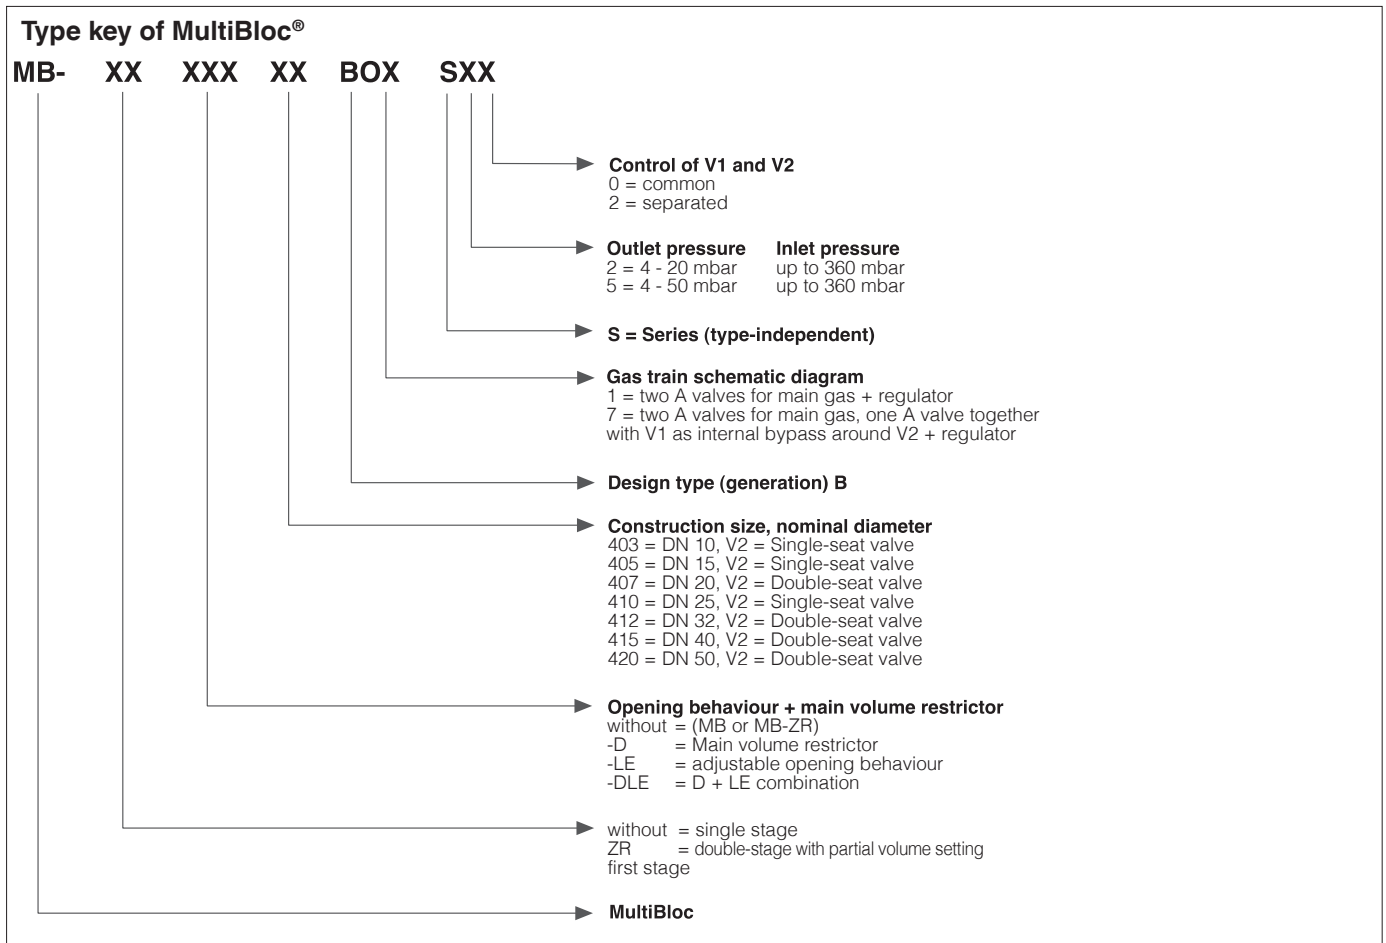 Type key of MultiBloc®
MB- XX XXX XX BOX SXX
Control of V1 and V2
0 = common
2 = separated
Outlet pressure Inlet pressure
2 = 4 - 20 mbar up to 360 mbar
5 = 4 - 50 mbar up to 360 mbar
S = Series (type-independent)
Gas train schematic diagram
1 = two A valves for main gas + regulator
7 = two A valves for main gas, one A valve together
with V1 as internal bypass around V2 + regulator
Design type (generation) B
Construction size, nominal diameter
403 = DN 10, V2 = Single-seat valve
405 = DN 15, V2 = Single-seat valve
407 = DN 20, V2 = Double-seat valve
410 = DN 25, V2 = Single-seat valve
412 = DN 32, V2 = Double-seat valve
415 = DN 40, V2 = Double-seat valve
420 = DN 50, V2 = Double-seat valve
Opening behaviour + main volume restrictor
without = (MB or MB-ZR)
-D = Main volume restrictor
-LE = adjustable opening behaviour
-DLE = D + LE combination
without = single stage
ZR = double-stage with partial volume setting
first stage
MultiBloc